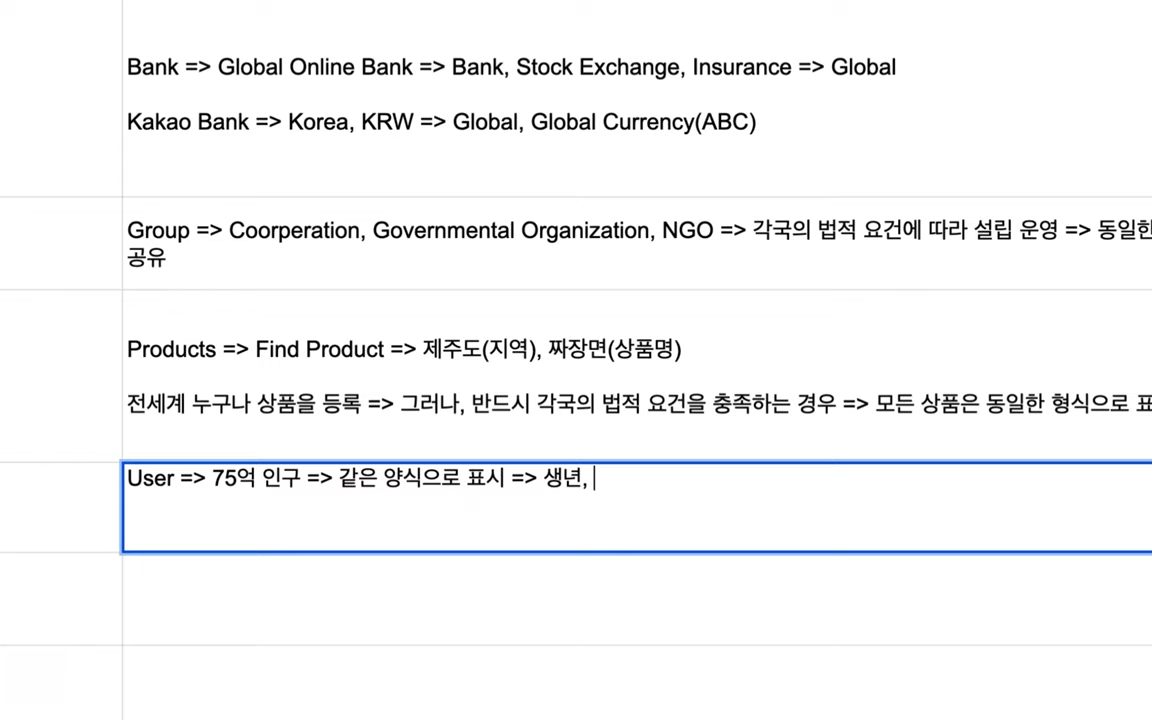 Bank => Global Online Bank => Bank, Stock Exchange, Insurance => Global
Kakao Bank => Korea, KRW => Global, Global Currency(ABC)
Group => Coorperation, Governmental Organization, NGO => 각국의 법적 요건에 따라 설립 운영 => 동일한
공유
Products => Find Product => 제주도(지역), 짜장면(상품명)
전세계 누구나 상품을 등록 => 그러나, 반드시 각국의 법적 요건을 충족하는 경우 => 모든 상품은 동일한 형식으로 표
User => 75억 인구 => 같은 양식으로 표시 => 생년,